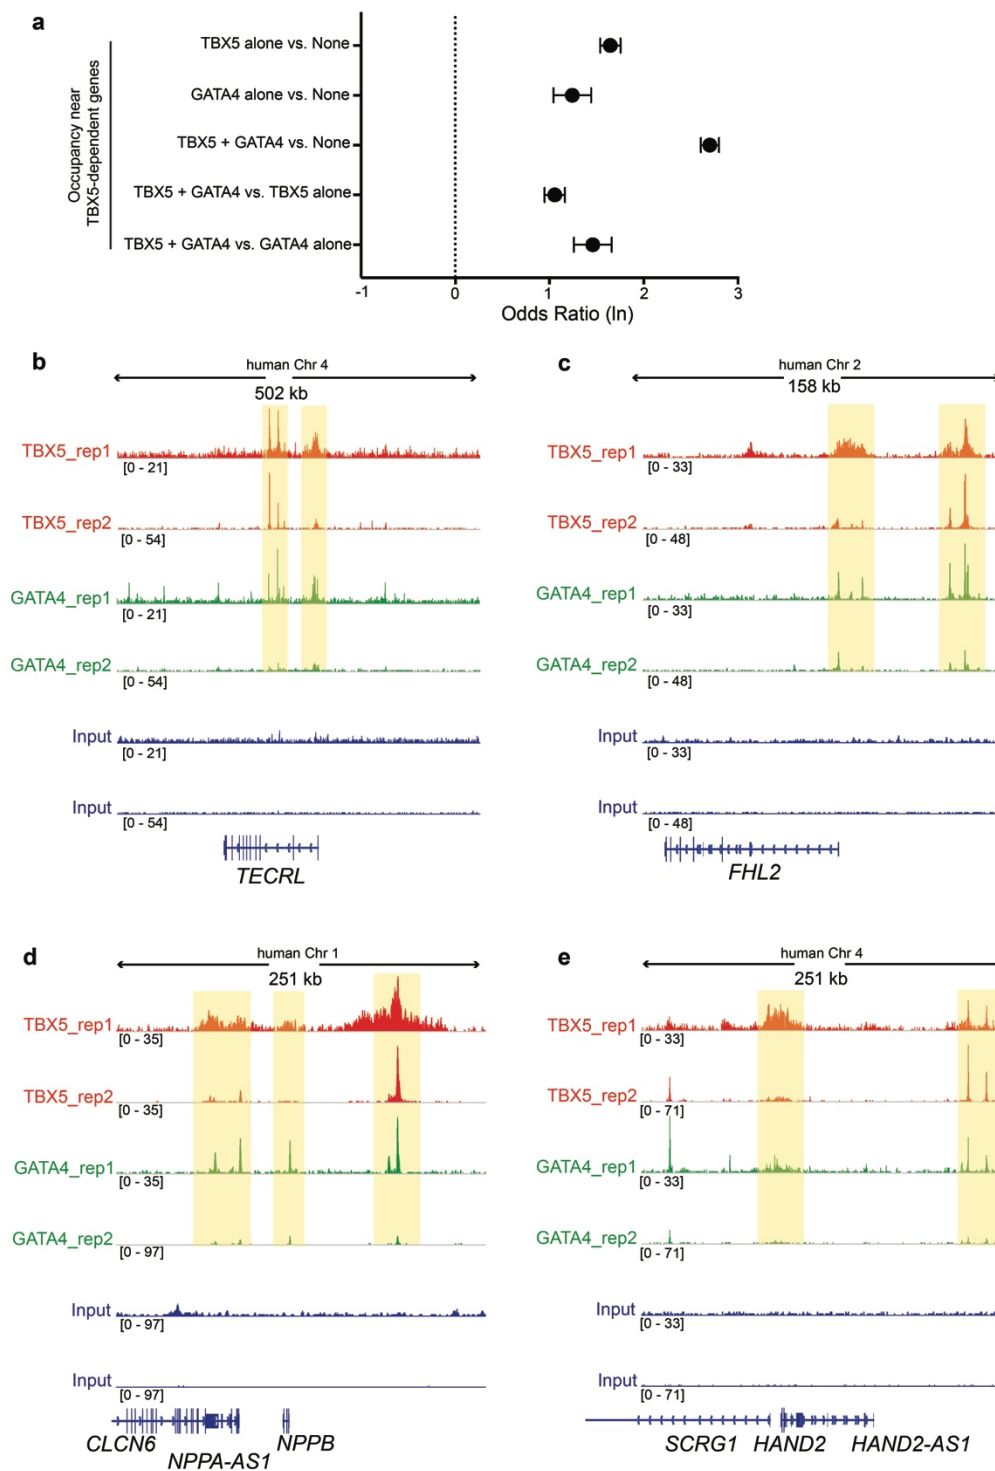 a
Occupancy near
TBX5-dependent genes
TBX5 alone vs. None
GATA4 alone vs. None
TBX5 + GATA4 vs. None
TBX5 + GATA4 vs. TBX5 alone
TBX5 + GATA4 vs. GATA4 alone
-1 0 1 2 3
Odds Ratio (ln)
b
human Chr 4
502 kb
TBX5_rep1
[0 - 21]
TBX5_rep2
[0 - 54]
GATA4_rep1
[0 - 21]
GATA4_rep2
[0 - 54]
Input
[0 - 21]
Input
[0 - 54]
TECRL
c
human Chr 2
158 kb
TBX5_rep1
[0 - 33]
TBX5_rep2
[0 - 48]
GATA4_rep1
[0 - 33]
GATA4_rep2
[0 - 48]
Input
[0 - 33]
Input
[0 - 48]
FHL2
d
human Chr 1
251 kb
TBX5_rep1
[0 - 35]
TBX5_rep2
[0 - 35]
GATA4_rep1
[0 - 35]
GATA4_rep2
[0 - 97]
Input
[0 - 97]
Input
[0 - 97]
CLCN6
NPPA-AS1
NPPB
e
human Chr 4
251 kb
TBX5_rep1
[0 - 33]
TBX5_rep2
[0 - 71]
GATA4_rep1
[0 - 33]
GATA4_rep2
[0 - 71]
Input
[0 - 33]
Input
[0 - 71]
SCRG1
HAND2
HAND2-AS1